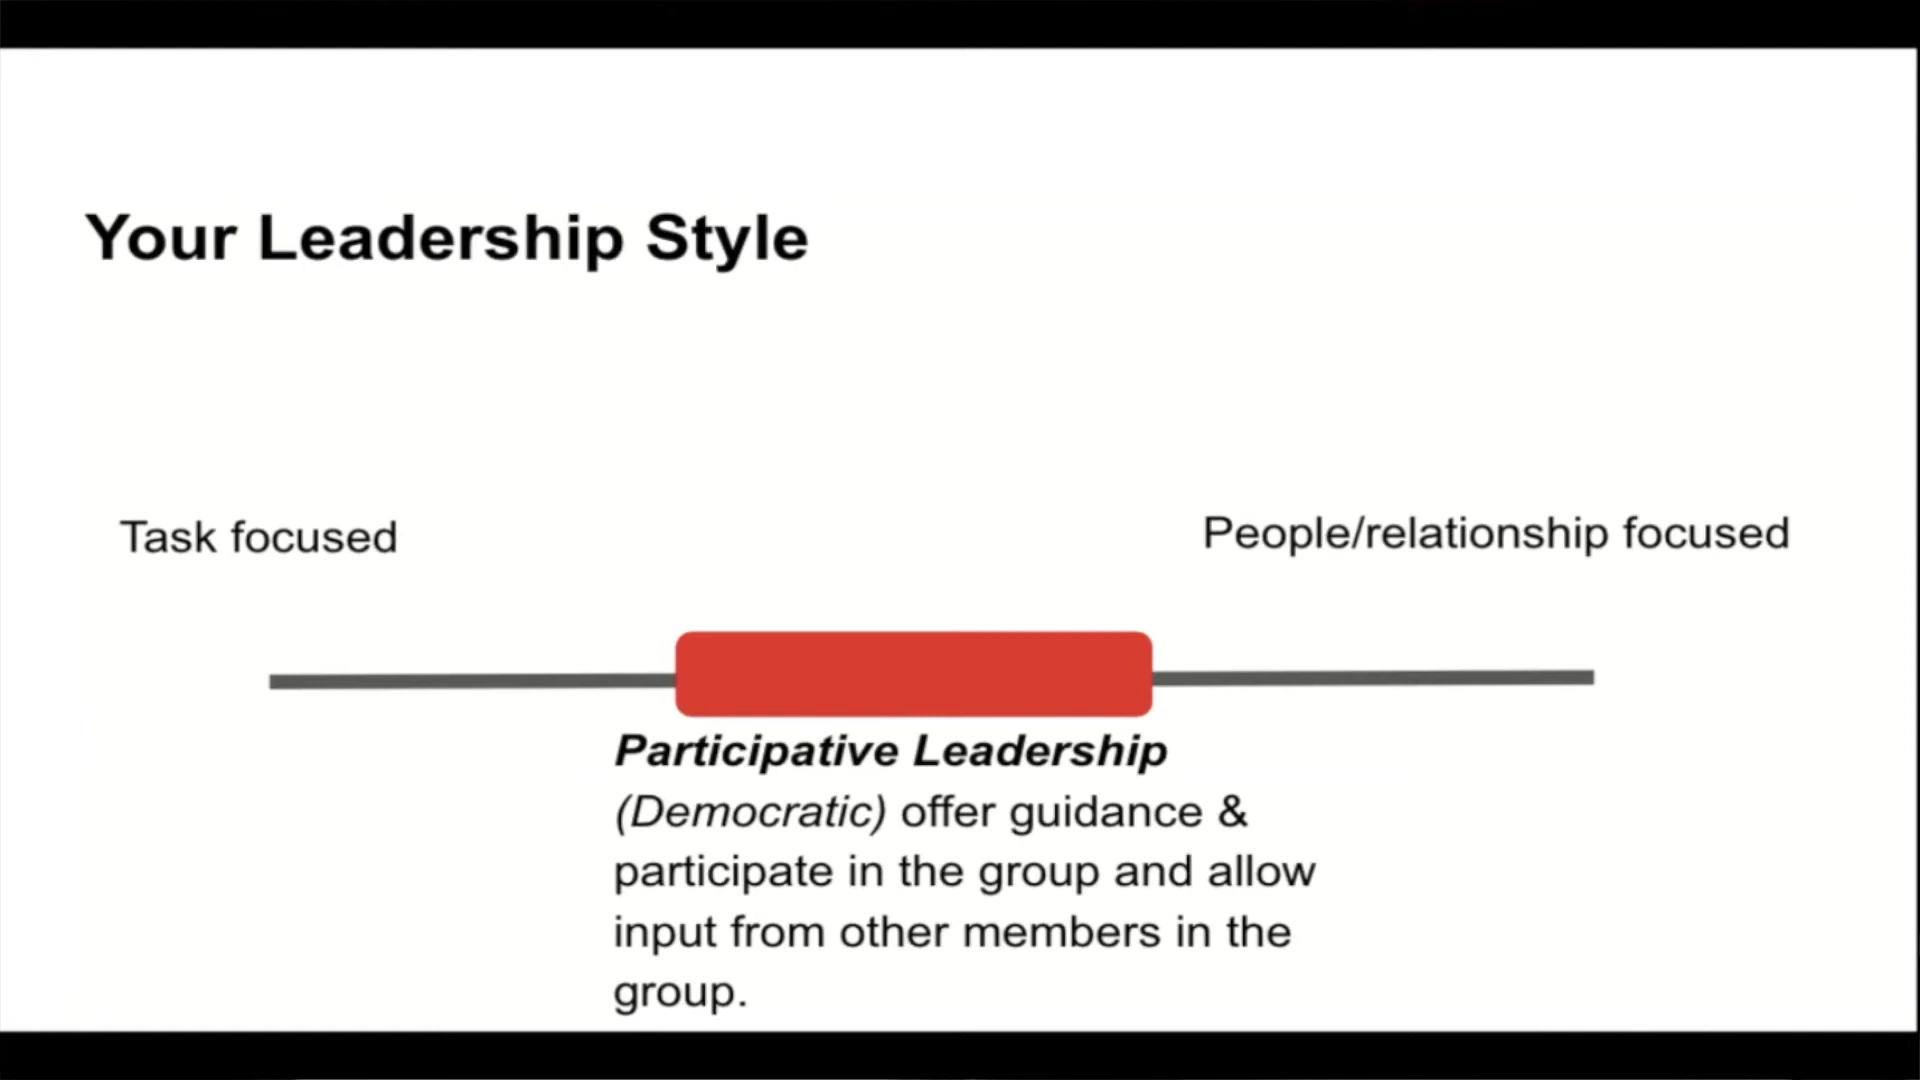 Your Leadership Style
Task focused
People/relationship focused
Participative Leadership
(Democratic) offer guidance &
participate in the group and allow
input from other members in the
group.